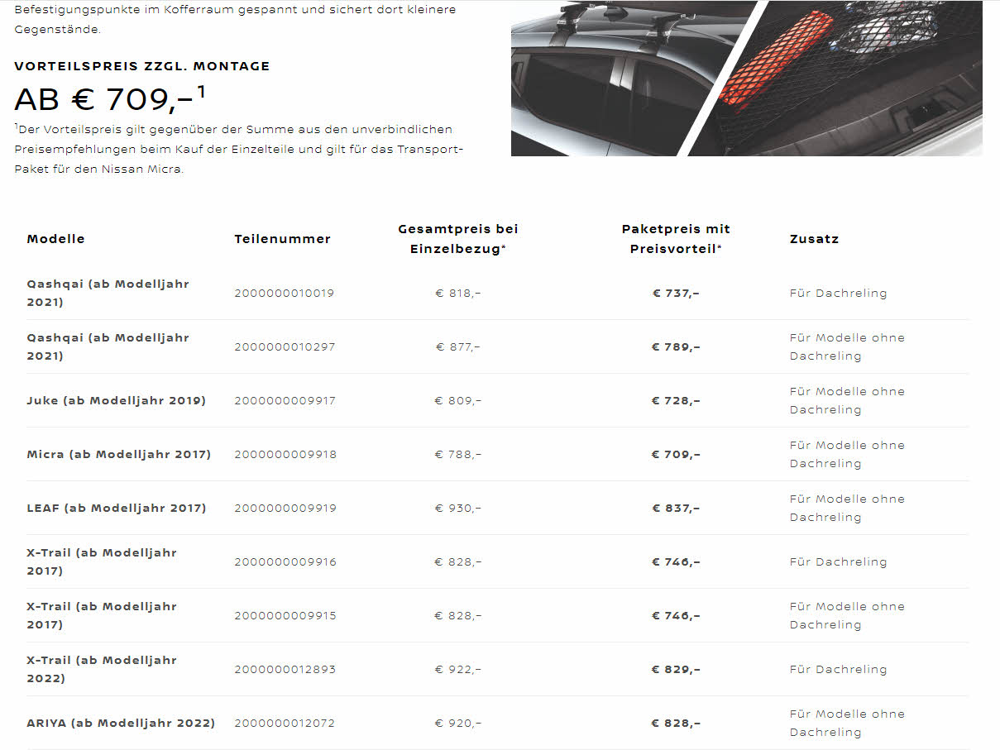 Befestigungspunkte im Kofferraum gespannt und sichert dort kleinere
Gegenstände.
VORTEILSPREIS ZZGL. MONTAGE
AB € 709,–¹
¹Der Vorteilspreis gilt gegenüber der Summe aus den unverbindlichen
Preisempfehlungen beim Kauf der Einzelteile und gilt für das Transport-
Paket für den Nissan Micra.
Modelle Teilenummer Gesamtpreis bei Einzelbezug* Paketpreis mit Preisvorteil* Zusatz
Qashqai (ab Modelljahr 2021) 2000000010019 € 818,– € 737,– Für Dachreling
Qashqai (ab Modelljahr 2021) 2000000010297 € 877,– € 789,– Für Modelle ohne Dachreling
Juke (ab Modelljahr 2019) 2000000009917 € 809,– € 728,– Für Modelle ohne Dachreling
Micra (ab Modelljahr 2017) 2000000009918 € 788,– € 709,– Für Modelle ohne Dachreling
LEAF (ab Modelljahr 2017) 2000000009919 € 930,– € 837,– Für Modelle ohne Dachreling
X-Trail (ab Modelljahr 2017) 2000000009916 € 828,– € 746,– Für Dachreling
X-Trail (ab Modelljahr 2017) 2000000009915 € 828,– € 746,– Für Modelle ohne Dachreling
X-Trail (ab Modelljahr 2022) 2000000012893 € 922,– € 829,– Für Dachreling
ARIYA (ab Modelljahr 2022) 2000000012072 € 920,– € 828,– Für Modelle ohne Dachreling